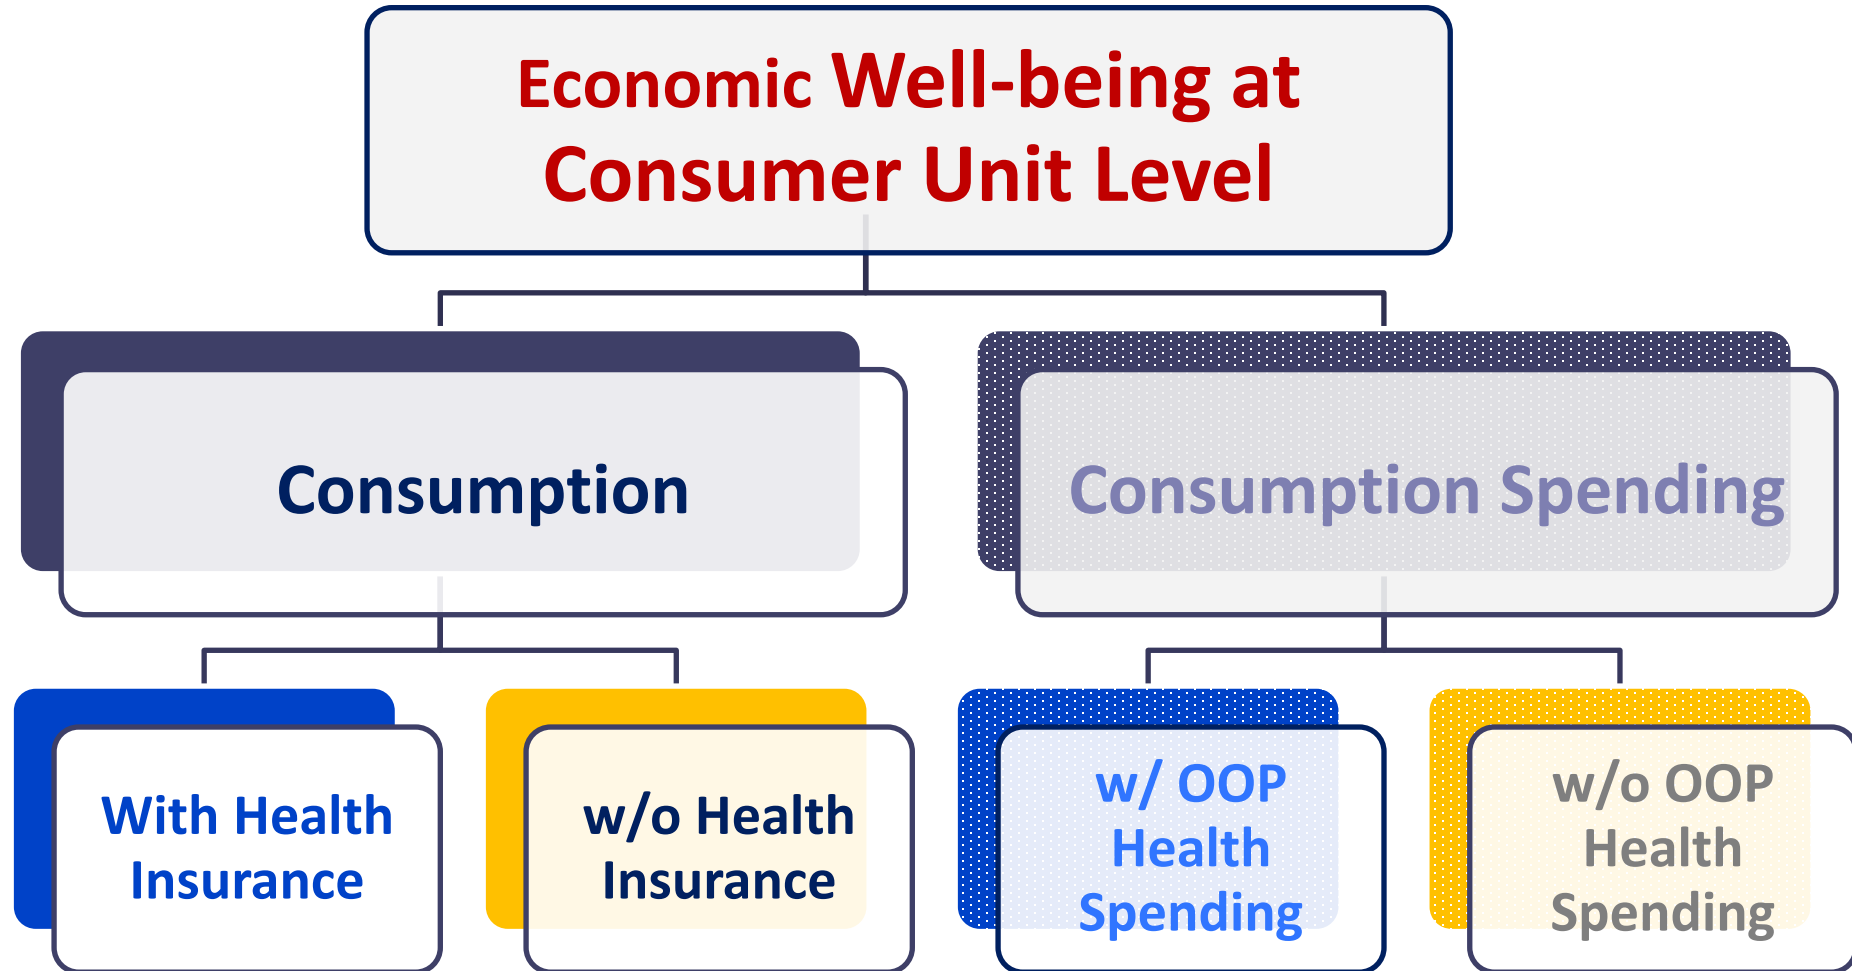 Economic Well-being at
Consumer Unit Level
Consumption
Consumption Spending
With Health
Insurance
w/o Health
Insurance
w/ OOP
Health
Spending
w/o OOP
Health
Spending